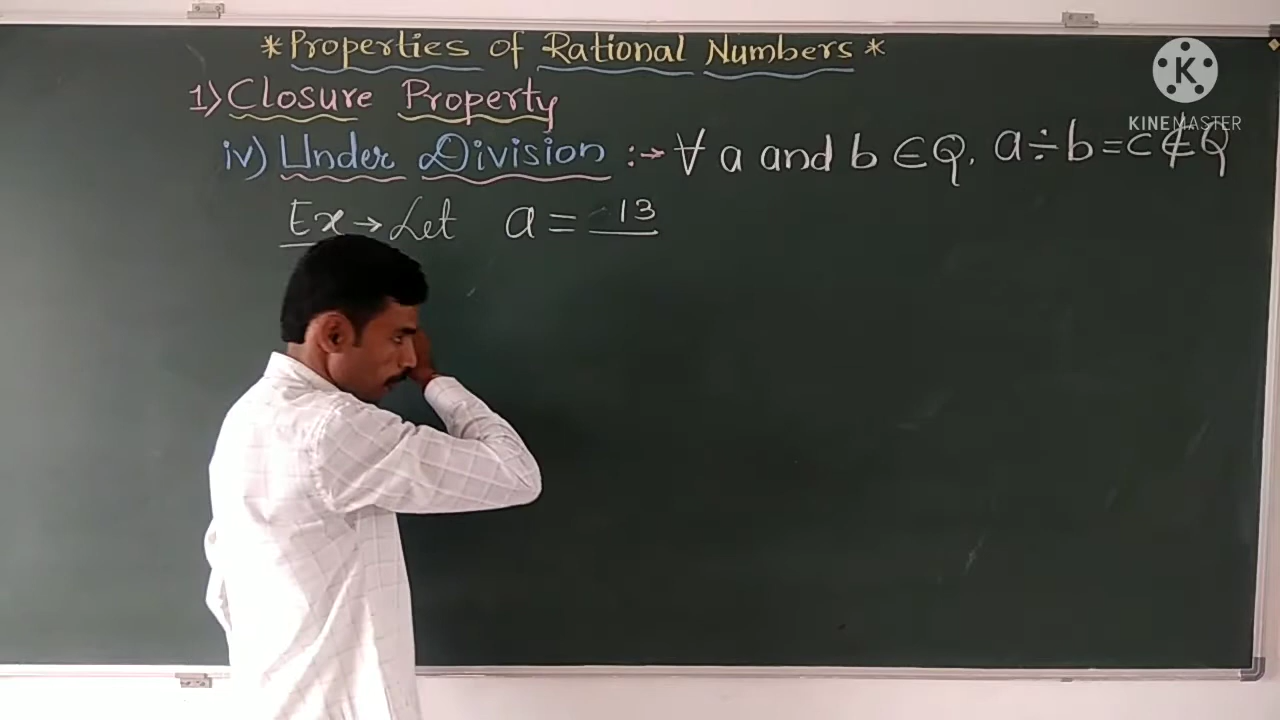 *Properties of Rational Numbers*
1) Closure Property
iv) Under Division :→ ∀ a and b ∈ Q. a ÷ b = c ∉ Q
Ex → Let a = 13
K
KINEMASTER